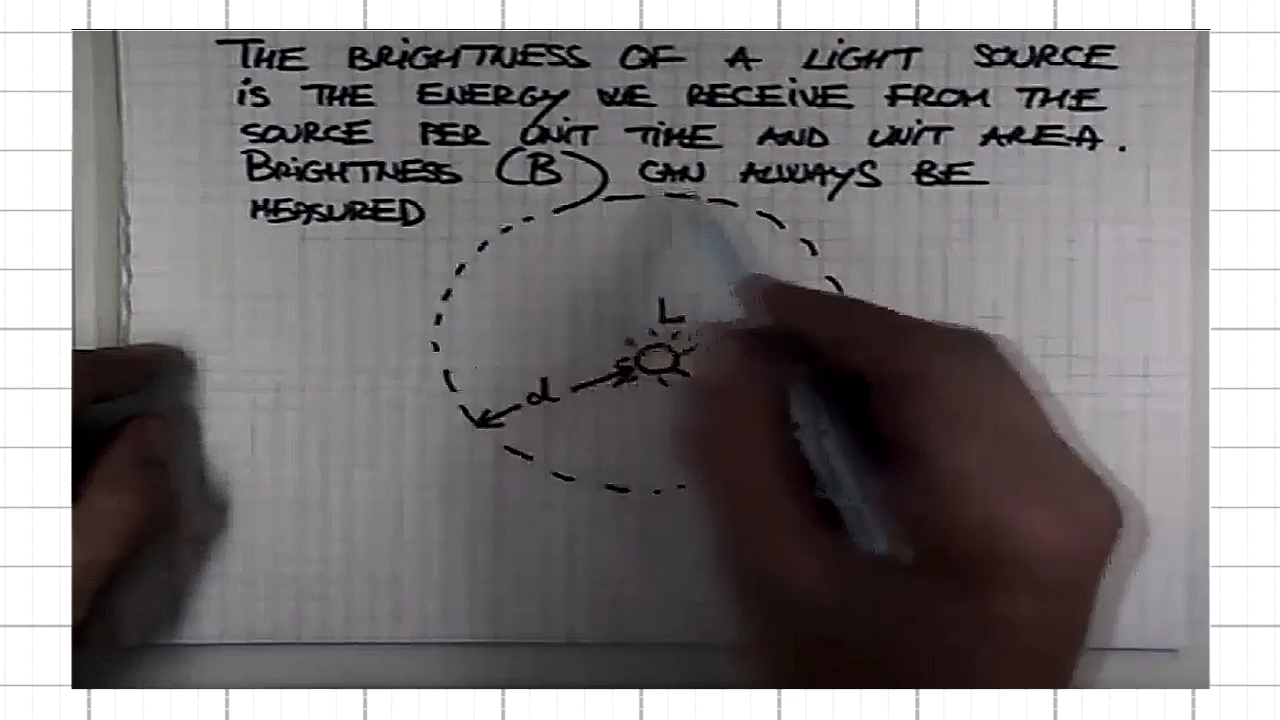 THE BRIGHTNESS OF A LIGHT SOURCE
IS THE ENERGY WE RECEIVE FROM THE
SOURCE PER UNIT TIME AND UNIT AREA.
BRIGHTNESS (B) CAN ALWAYS BE
MEASURED
L
d